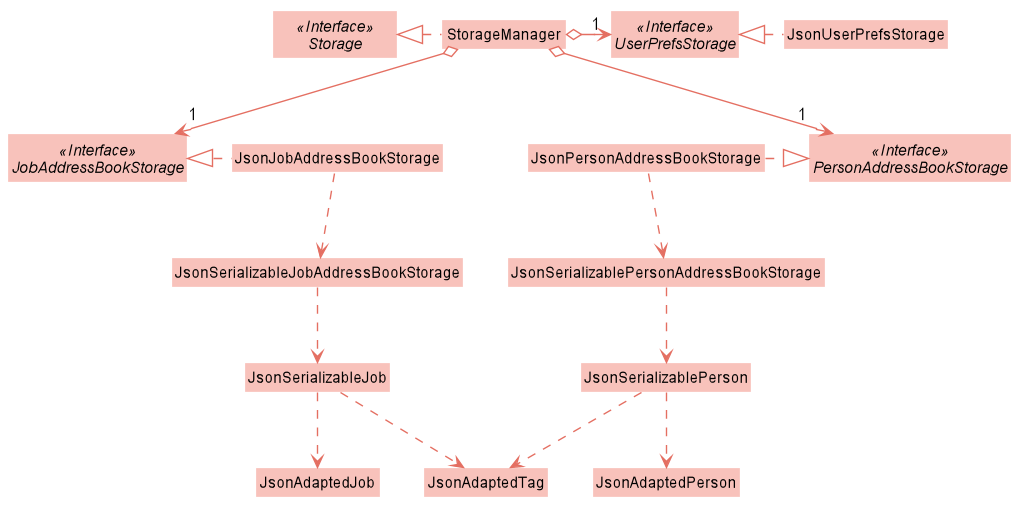 «Interface»
Storage
StorageManager
1
«Interface»
UserPrefsStorage
JsonUserPrefsStorage
1
1
«Interface»
JobAddressBookStorage
JsonJobAddressBookStorage
JsonPersonAddressBookStorage
«Interface»
PersonAddressBookStorage
JsonSerializableJobAddressBookStorage
JsonSerializablePersonAddressBookStorage
JsonSerializableJob
JsonSerializablePerson
JsonAdaptedJob
JsonAdaptedTag
JsonAdaptedPerson